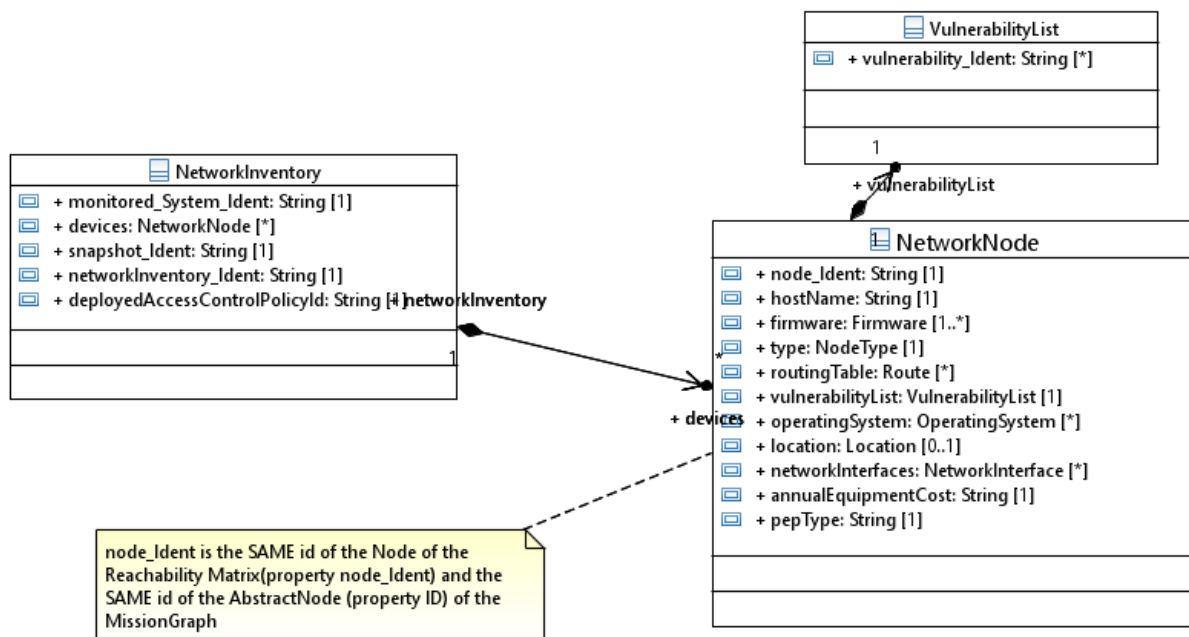 VulnerabilityList
+ vulnerability_Ident: String [*]
1
+ vulnerabilityList
NetworkInventory
+ monitored_System_Ident: String [1]
+ devices: NetworkNode [*]
+ snapshot_Ident: String [1]
+ networkInventory_Ident: String [1]
+ deployedAccessControlPolicyId: String [1]
+ networkInventory
1
1
NetworkNode
+ node_Ident: String [1]
+ hostName: String [1]
+ firmware: Firmware [1..*]
+ type: NodeType [1]
+ routingTable: Route [*]
+ vulnerabilityList: VulnerabilityList [1]
+ operatingSystem: OperatingSystem [*]
+ location: Location [0..1]
+ networkInterfaces: NetworkInterface [*]
+ annualEquipmentCost: String [1]
+ pepType: String [1]
*
+ devices
node_Ident is the SAME id of the Node of the
Reachability Matrix(property node_Ident) and the
SAME id of the AbstractNode (property ID) of the
MissionGraph